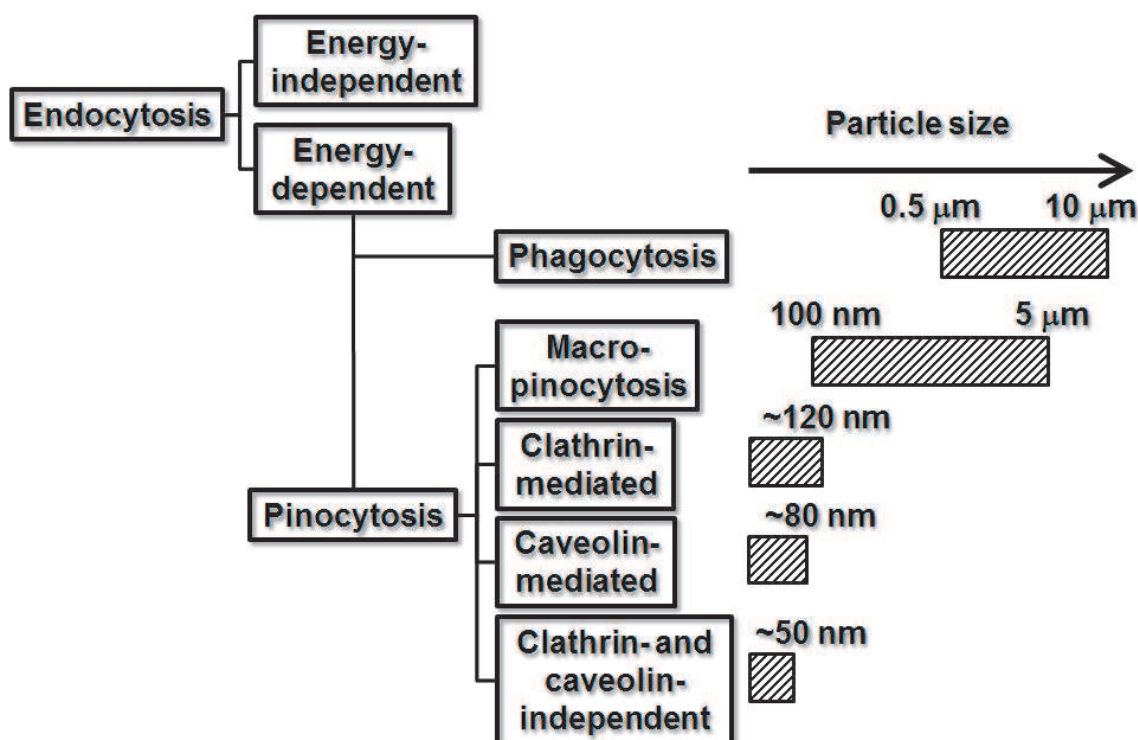 Energy-
independent
Endocytosis
Energy-
dependent
Particle size
0.5 μm 10 μm
Phagocytosis
100 nm 5 μm
Macro-
pinocytosis
~120 nm
Clathrin-
mediated
Pinocytosis
~80 nm
Caveolin-
mediated
~50 nm
Clathrin- and
caveolin-
independent